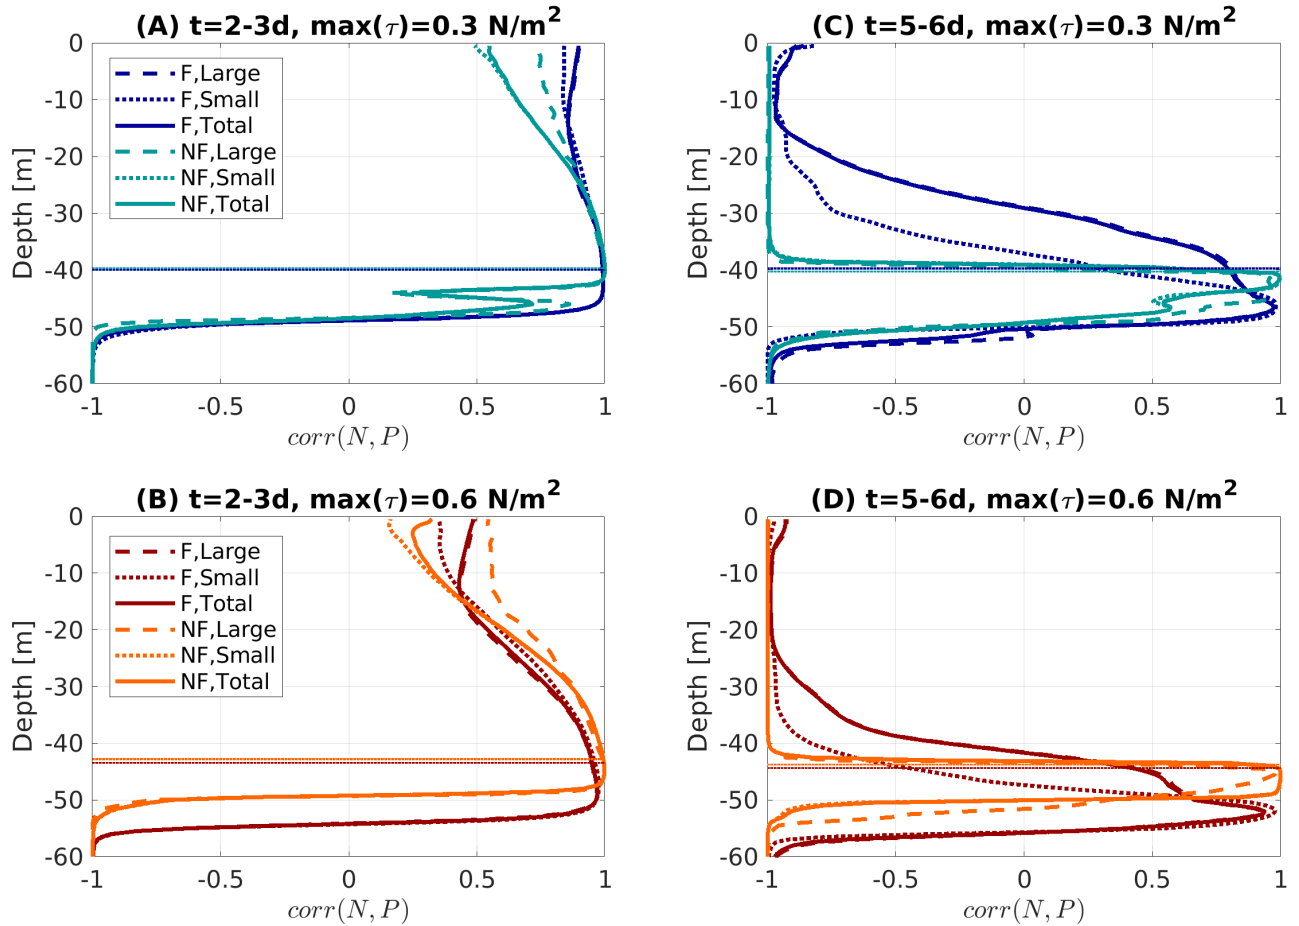 (A) t=2-3d, max(τ)=0.3 N/m²
0
-10
-20
-30
-40
-50
-60
Depth [m]
F,Large
F,Small
F,Total
NF,Large
NF,Small
NF,Total
-1
-0.5
0
0.5
1
corr(N, P)
(C) t=5-6d, max(τ)=0.3 N/m²
0
-10
-20
-30
-40
-50
-60
Depth [m]
-1
-0.5
0
0.5
1
corr(N, P)
(B) t=2-3d, max(τ)=0.6 N/m²
0
-10
-20
-30
-40
-50
-60
Depth [m]
F,Large
F,Small
F,Total
NF,Large
NF,Small
NF,Total
-1
-0.5
0
0.5
1
corr(N, P)
(D) t=5-6d, max(τ)=0.6 N/m²
0
-10
-20
-30
-40
-50
-60
Depth [m]
-1
-0.5
0
0.5
1
corr(N, P)